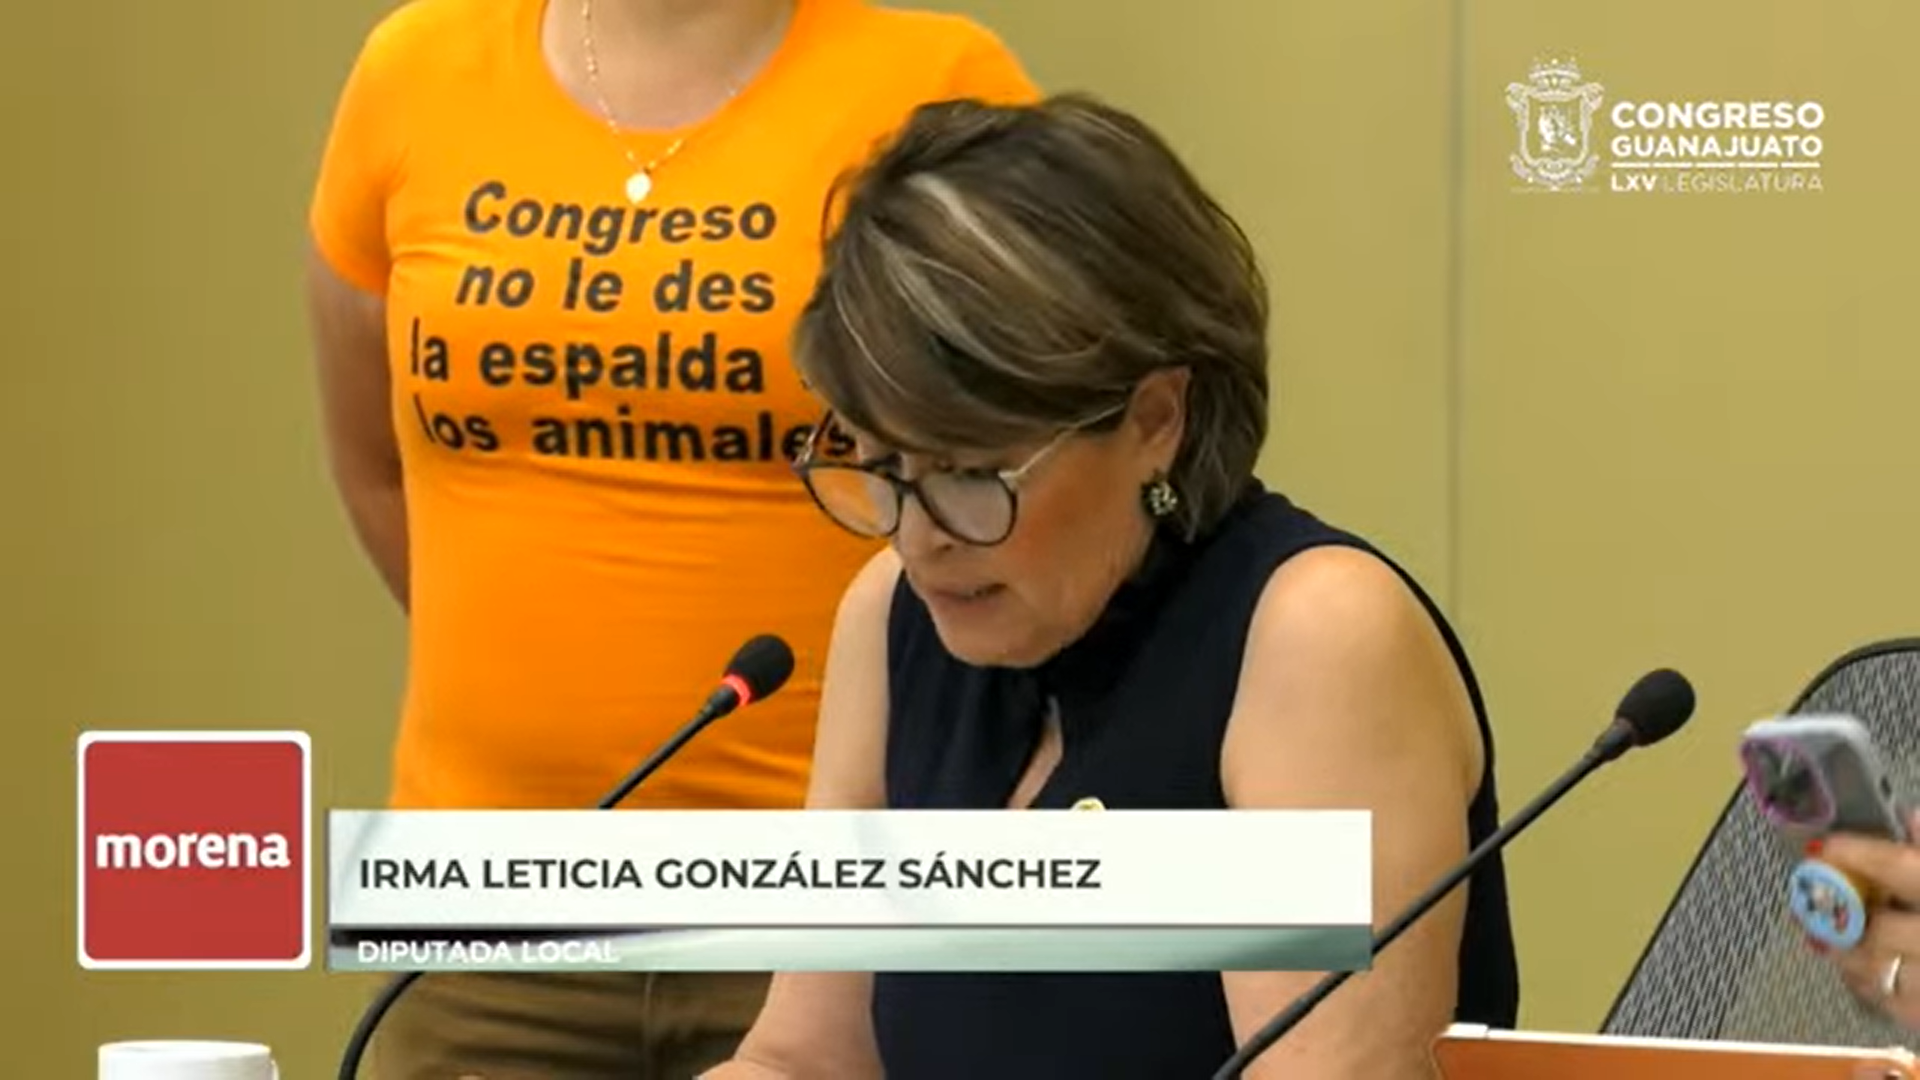 CONGRESO
GUANAJUATO
LXV LEGISLATURA
Congreso
no le des
la espalda
los animales
morena
IRMA LETICIA GONZÁLEZ SÁNCHEZ
DIPUTADA LOCAL